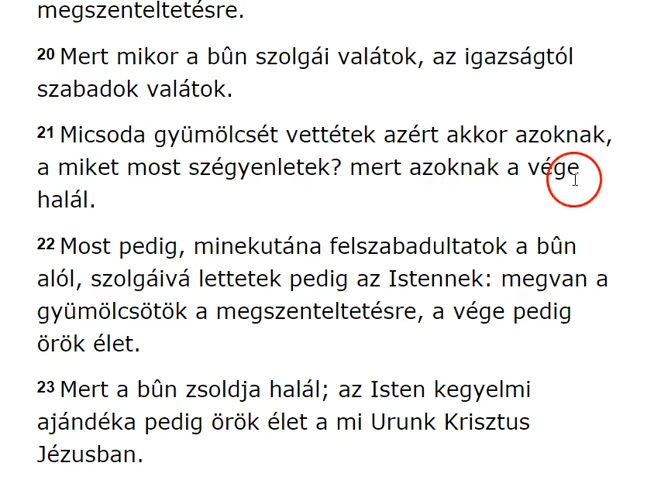 megszenteltetésre.
20 Mert mikor a bûn szolgái valátok, az igazságtól
szabadok valátok.
21 Micsoda gyümölcsét vettétek azért akkor azoknak,
a miket most szégyenletek? mert azoknak a vége
halál.
22 Most pedig, minekutána felszabadultatok a bûn
alól, szolgáivá lettetek pedig az Istennek: megvan a
gyümölcsötök a megszenteltetésre, a vége pedig
örök élet.
23 Mert a bûn zsoldja halál; az Isten kegyelmi
ajándéka pedig örök élet a mi Urunk Krisztus
Jézusban.